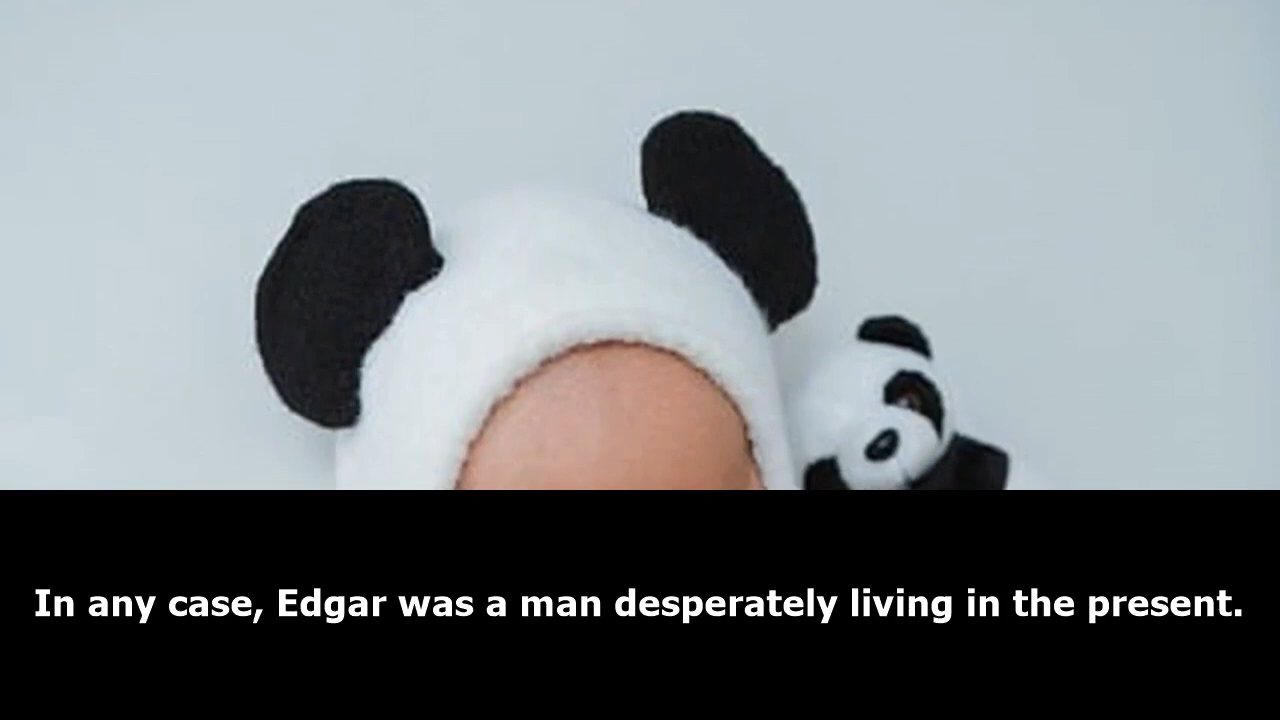 In any case, Edgar was a man desperately living in the present.